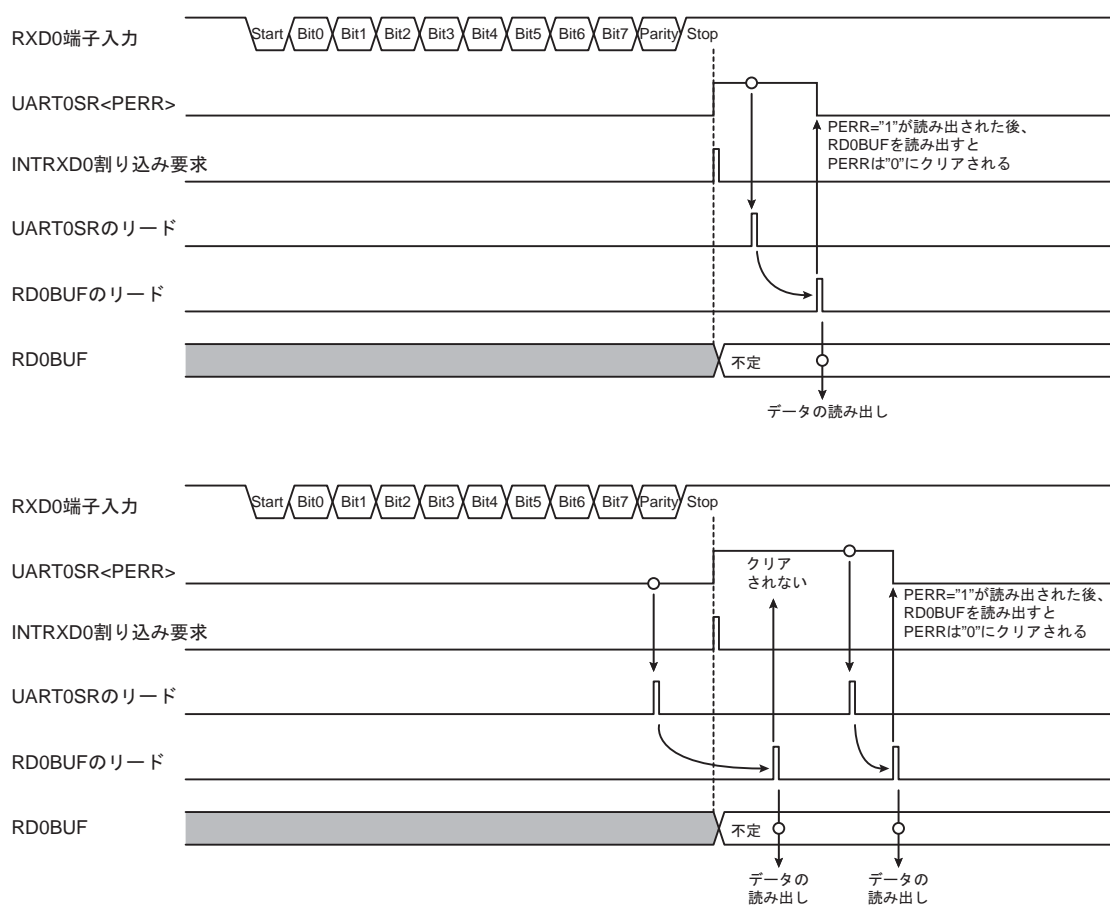 RXD0端子入力
Start Bit0 Bit1 Bit2 Bit3 Bit4 Bit5 Bit6 Bit7 Parity Stop
UART0SR<PERR>
PERR=”1”が読み出された後、
RD0BUFを読み出すと
PERRは”0”にクリアされる
INTRXD0割り込み要求
UART0SRのリード
RD0BUFのリード
RD0BUF
不定
データの読み出し
RXD0端子入力
Start Bit0 Bit1 Bit2 Bit3 Bit4 Bit5 Bit6 Bit7 Parity Stop
UART0SR<PERR>
クリア
されない
PERR=”1”が読み出された後、
RD0BUFを読み出すと
PERRは”0”にクリアされる
INTRXD0割り込み要求
UART0SRのリード
RD0BUFのリード
RD0BUF
不定
データの
読み出し
データの
読み出し